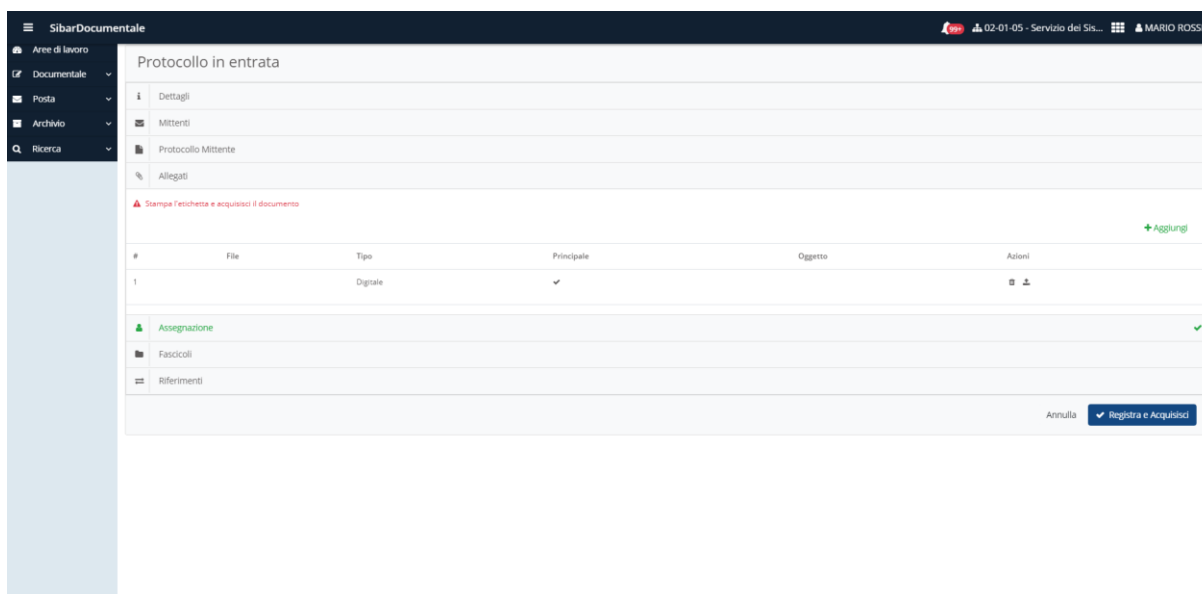 SibarDocumentale
99+ 02-01-05 - Servizio dei Sis... MARIO ROSSI
Aree di lavoro
Documentale
Posta
Archivio
Ricerca
Protocollo in entrata
Dettagli
Mittenti
Protocollo Mittente
Allegati
Stampa l'etichetta e acquisisci il documento
Aggiungi
# File Tipo Principale Oggetto Azioni
1 Digitale
Assegnazione
Fascicoli
Riferimenti
Annulla Registra e Acquisisci